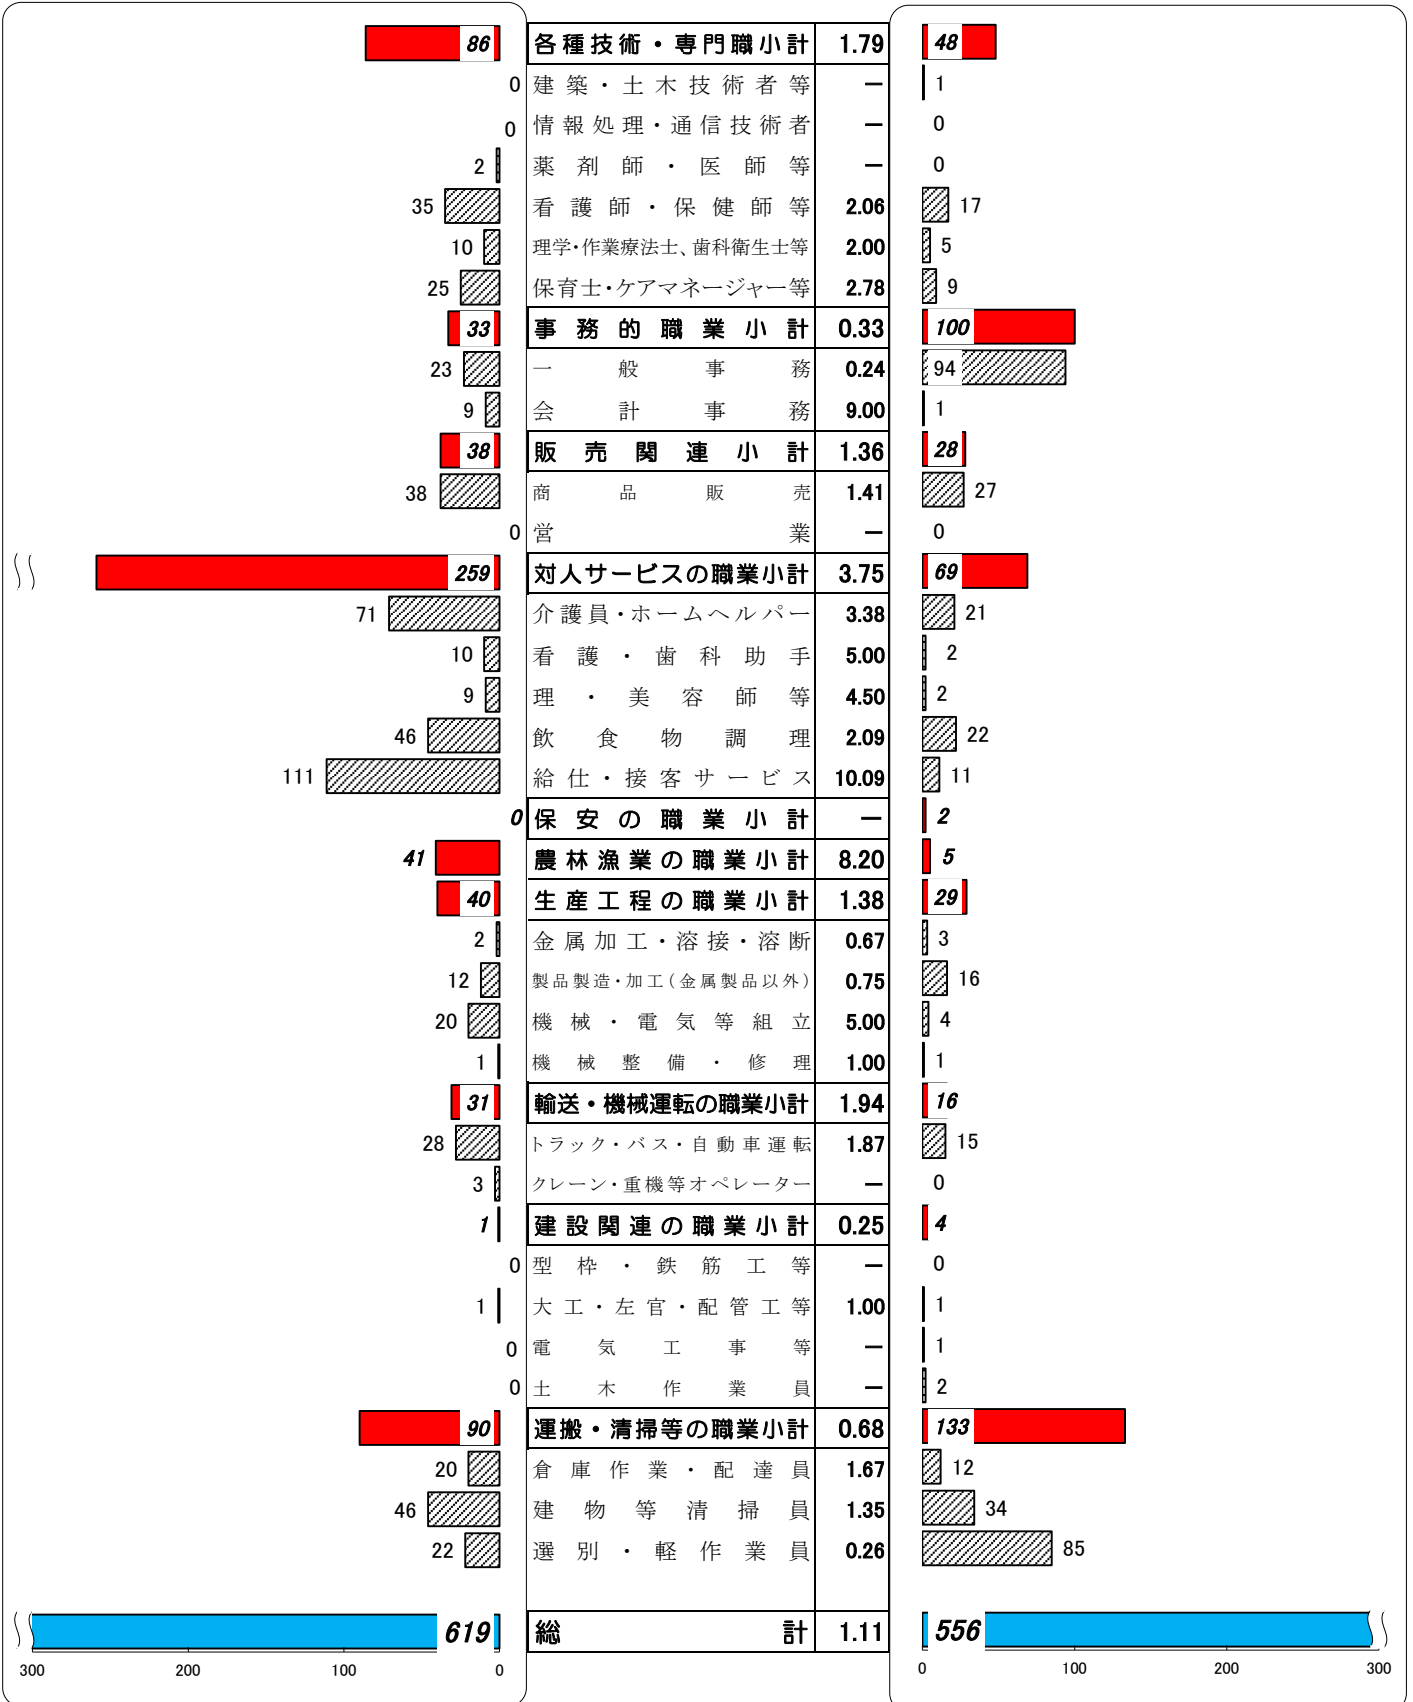 86 各種技術・専門職小計 1.79 48
0 建築・土木技術者等 － 1
0 情報処理・通信技術者 － 0
2 薬剤師・医師等 － 0
35 看護師・保健師等 2.06 17
10 理学・作業療法士、歯科衛生士等 2.00 5
25 保育士・ケアマネージャー等 2.78 9
33 事務的職業小計 0.33 100
23 一般事務 0.24 94
9 会計事務 9.00 1
38 販売関連小計 1.36 28
38 商品販売 1.41 27
0 営業 － 0
259 対人サービスの職業小計 3.75 69
71 介護員・ホームヘルパー 3.38 21
10 看護・歯科助手 5.00 2
9 理・美容師等 4.50 2
46 飲食物調理 2.09 22
111 給仕・接客サービス 10.09 11
0 保安の職業小計 － 2
41 農林漁業の職業小計 8.20 5
40 生産工程の職業小計 1.38 29
2 金属加工・溶接・溶断 0.67 3
12 製品製造・加工(金属製品以外) 0.75 16
20 機械・電気等組立 5.00 4
1 機械整備・修理 1.00 1
31 輸送・機械運転の職業小計 1.94 16
28 トラック・バス・自動車運転 1.87 15
3 クレーン・重機等オペレーター － 0
1 建設関連の職業小計 0.25 4
0 型枠・鉄筋工等 － 0
1 大工・左官・配管工等 1.00 1
0 電気工事等 － 1
0 土木作業員 － 2
90 運搬・清掃等の職業小計 0.68 133
20 倉庫作業・配達員 1.67 12
46 建物等清掃員 1.35 34
22 選別・軽作業員 0.26 85
619 総計 1.11 556
300 200 100 0 0 100 200 300